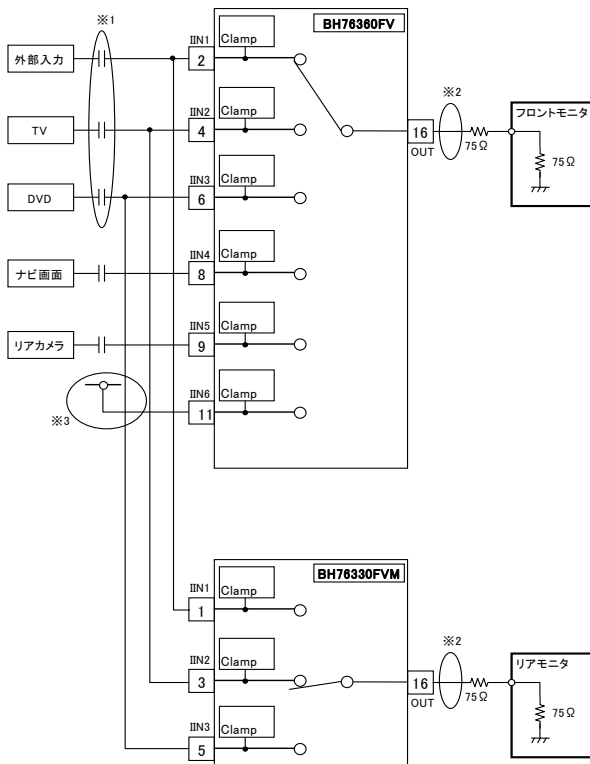 ※1
BH76360FV
外部入力
IIN1
2
Clamp
TV
IIN2
4
Clamp
※2
16
OUT
75Ω
フロントモニタ
75Ω
DVD
IIN3
6
Clamp
ナビ画面
IIN4
8
Clamp
リアカメラ
IIN5
9
Clamp
※3
IIN6
11
Clamp
BH76330FVM
IIN1
1
Clamp
IIN2
3
Clamp
※2
16
OUT
75Ω
リアモニタ
75Ω
IIN3
5
Clamp